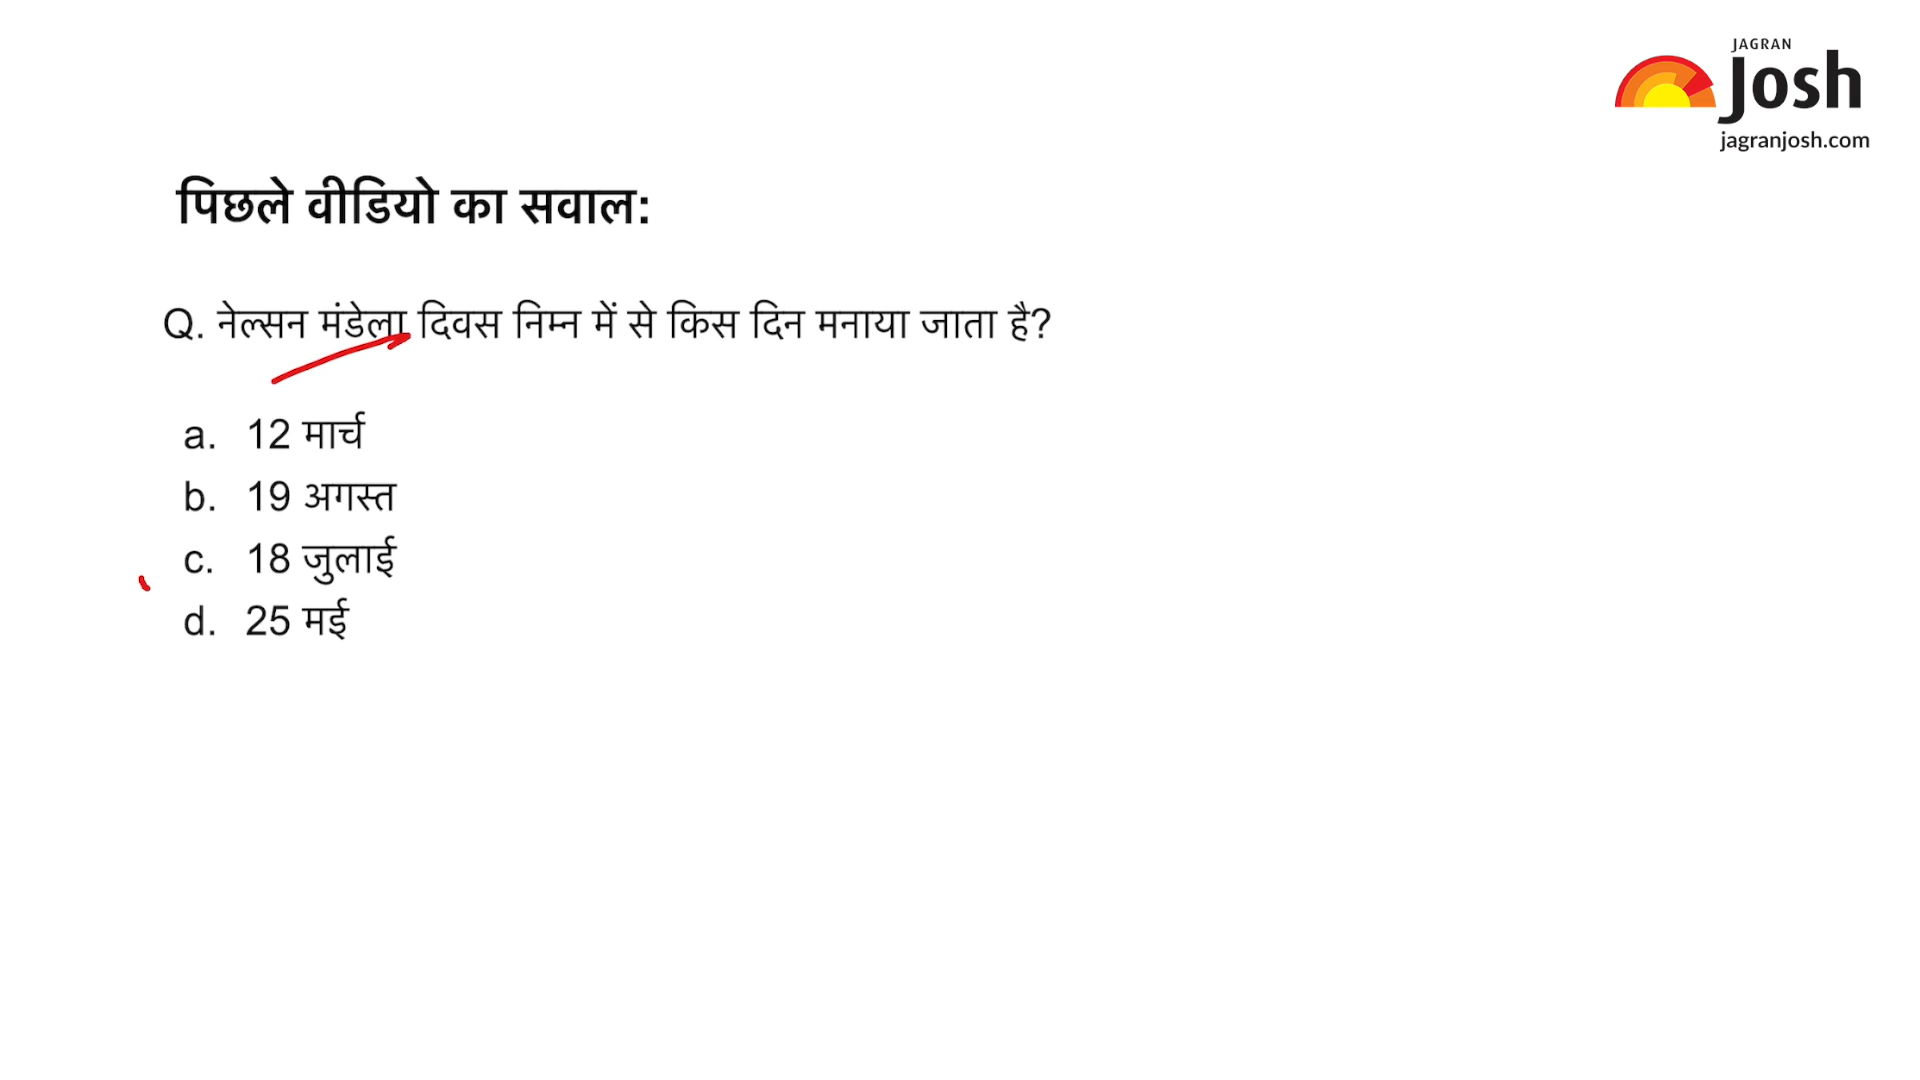 JAGRAN
Josh
jagranjosh.com
पिछले वीडियो का सवाल:
Q. नेल्सन मंडेला दिवस निम्न में से किस दिन मनाया जाता है?
a. 12 मार्च
b. 19 अगस्त
c. 18 जुलाई
d. 25 मई